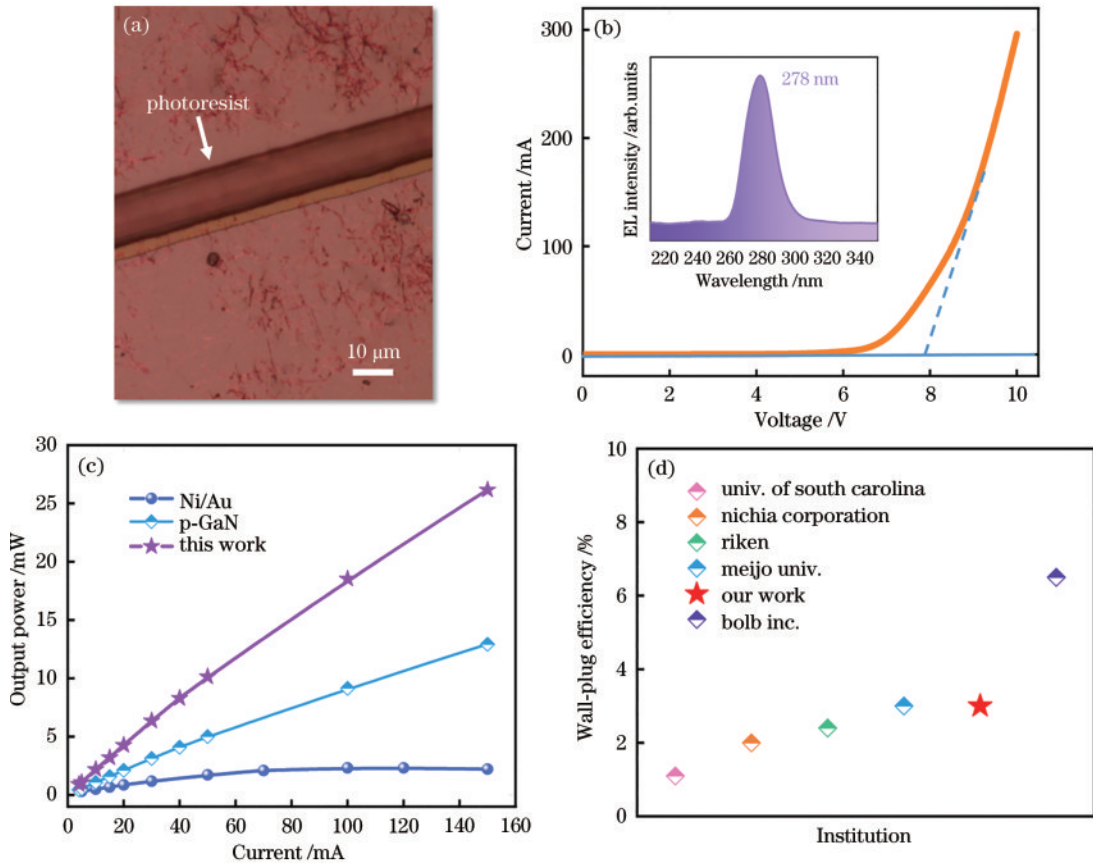 (a)
photoresist
10 μm
(b)
Current /mA
300
200
100
0
0 2 4 6 8 10
Voltage /V
278 nm
EL intensity /arb.units
220 240 260 280 300 320 340
Wavelength /nm
(c)
Output power /mW
30
25
20
15
10
5
0
Ni/Au
p-GaN
this work
0 20 40 60 80 100 120 140 160
Current /mA
(d)
Wall-plug efficiency /%
10
8
6
4
2
0
univ. of south carolina
nichia corporation
riken
meijo univ.
our work
bolb inc.
Institution